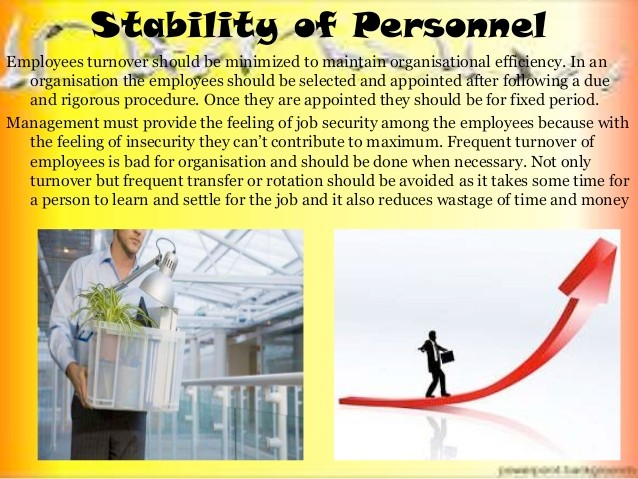 Stability of Personnel
Employees turnover should be minimized to maintain organisational efficiency. In an
organisation the employees should be selected and appointed after following a due
and rigorous procedure. Once they are appointed they should be for fixed period.
Management must provide the feeling of job security among the employees because with
the feeling of insecurity they can't contribute to maximum. Frequent turnover of
employees is bad for organisation and should be done when necessary. Not only
turnover but frequent transfer or rotation should be avoided as it takes some time for
a person to learn and settle for the job and it also reduces wastage of time and money
powerpoint backgrounds